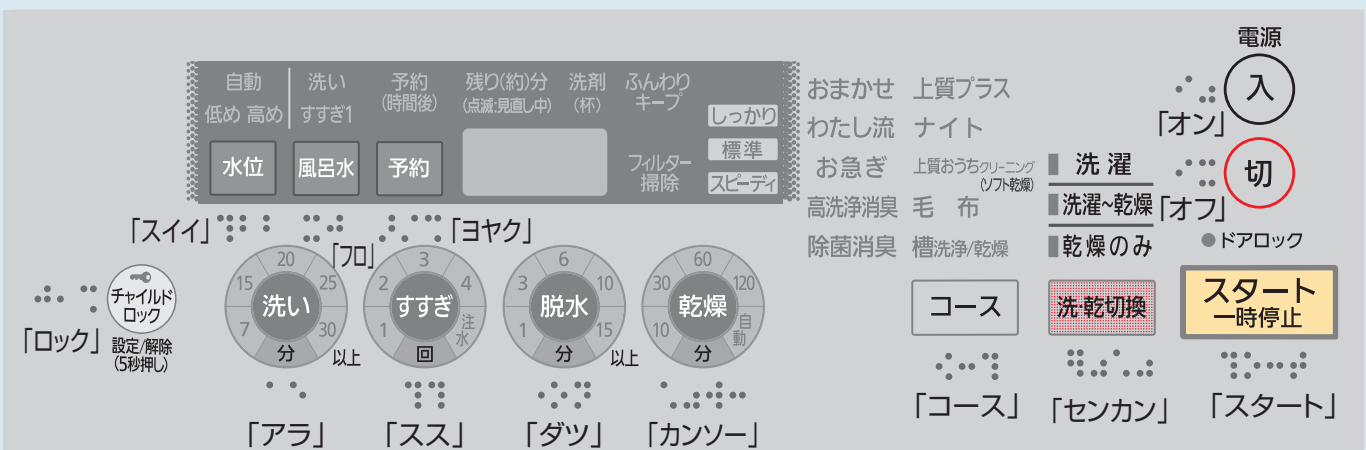 電源
入
「オン」
切
「オフ」
ドアロック
自動
低め 高め
洗い
すすぎ1
予約
(時間後)
残り(約)分
(点滅:見直し中)
洗剤
(杯)
ふんわり
キープ
しっかり
標準
スピーディ
フィルター
掃除
水位
風呂水
予約
「スイイ」
「フロ」
「ヨヤク」
おまかせ
わたし流
お急ぎ
高洗浄消臭
除菌消臭
上質プラス
ナイト
上質おうちクリーニング
(ソフト乾燥)
毛 布
槽洗浄/乾燥
洗 濯
洗濯~乾燥
乾燥のみ
「ロック」
チャイルド
ロック
設定/解除
(5秒押し)
7 15 20 25 30 以上
洗い
分
「アラ」
1 2 3 4 注水
すすぎ
回
「スス」
1 3 6 10 15 以上
脱水
分
「ダツ」
10 30 60 120 自動
乾燥
分
「カンソー」
コース
「コース」
洗・乾切換
「センカン」
スタート
一時停止
「スタート」